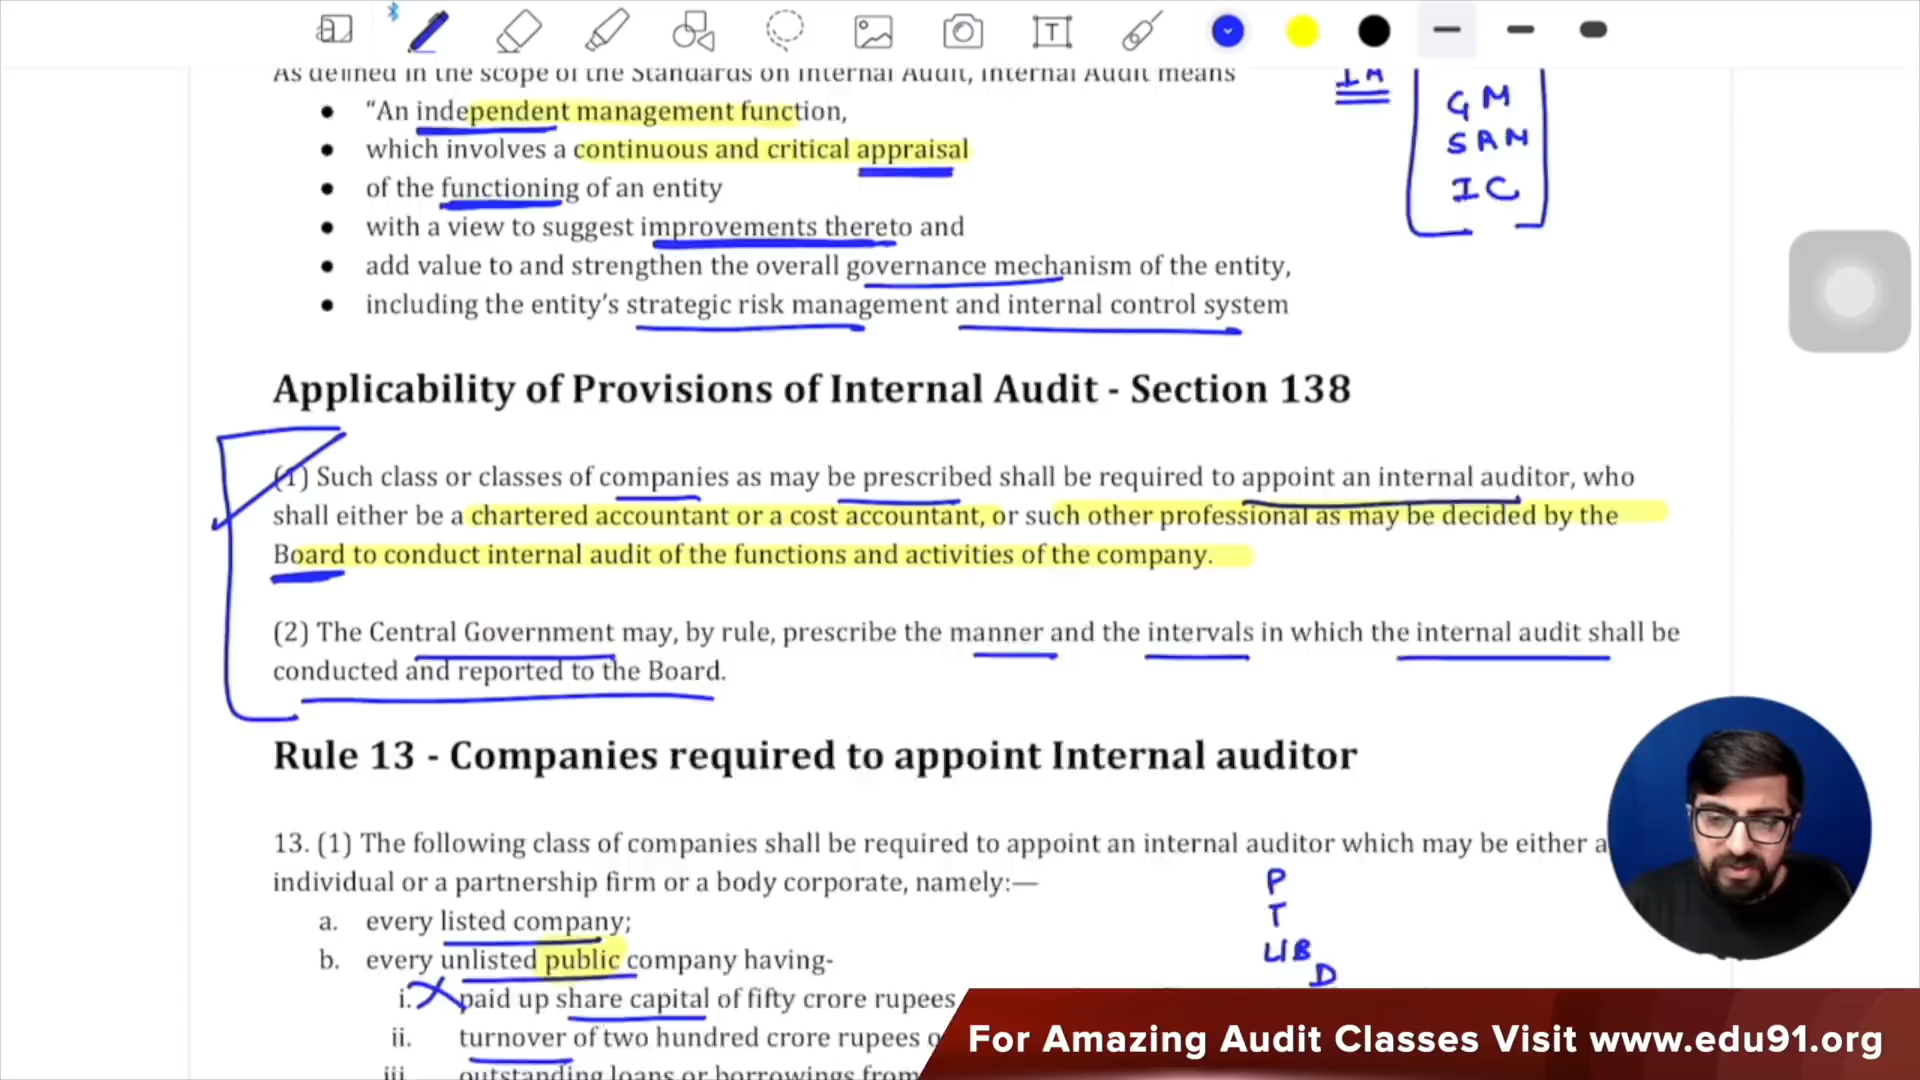 As defined in the scope of the Standards on Internal Audit, Internal Audit means
IA
• “An independent management function,
GM
• which involves a continuous and critical appraisal
SRM
• of the functioning of an entity
IC
• with a view to suggest improvements thereto and
• add value to and strengthen the overall governance mechanism of the entity,
• including the entity’s strategic risk management and internal control system
Applicability of Provisions of Internal Audit - Section 138
(1) Such class or classes of companies as may be prescribed shall be required to appoint an internal auditor, who
shall either be a chartered accountant or a cost accountant, or such other professional as may be decided by the
Board to conduct internal audit of the functions and activities of the company.
(2) The Central Government may, by rule, prescribe the manner and the intervals in which the internal audit shall be
conducted and reported to the Board.
Rule 13 - Companies required to appoint Internal auditor
13. (1) The following class of companies shall be required to appoint an internal auditor which may be either a
individual or a partnership firm or a body corporate, namely:—
P
a. every listed company;
T
b. every unlisted public company having-
L/B
D
i. paid up share capital of fifty crore rupees
ii. turnover of two hundred crore rupees o
iii. outstanding loans or borrowings from
For Amazing Audit Classes Visit www.edu91.org